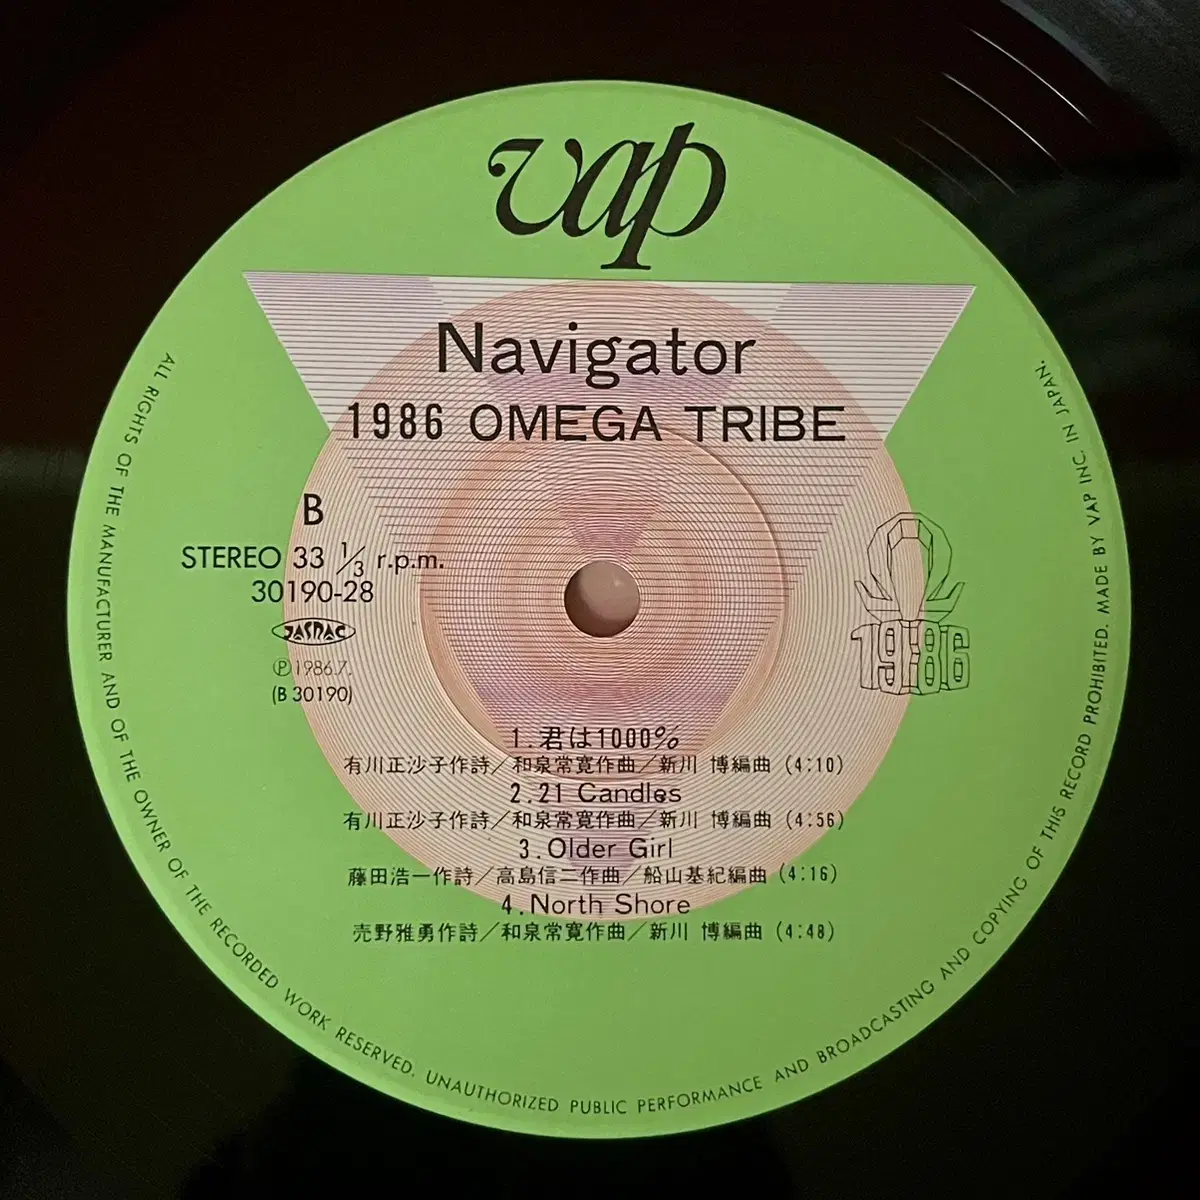 vap
Navigator
1986 OMEGA TRIBE
B
STEREO 33 1/3 r.p.m.
30190-28
JASRAC
Ⓟ1986.7.
(B 30190)
1986
1.君は1000%
有川正沙子作詩/和泉常寛作曲/新川 博編曲 (4:10)
2.21 Candles
有川正沙子作詩/和泉常寛作曲/新川 博編曲 (4:56)
3.Older Girl
藤田浩一作詩/高島信二作曲/船山基紀編曲 (4:16)
4.North Shore
売野雅勇作詩/和泉常寛作曲/新川 博編曲 (4:48)
ALL RIGHTS OF THE MANUFACTURER AND OF THE OWNER OF THE RECORDED WORK RESERVED. UNAUTHORIZED PUBLIC PERFORMANCE AND BROADCASTING AND COPYING OF THIS RECORD PROHIBITED. MADE BY VAP INC. IN JAPAN.